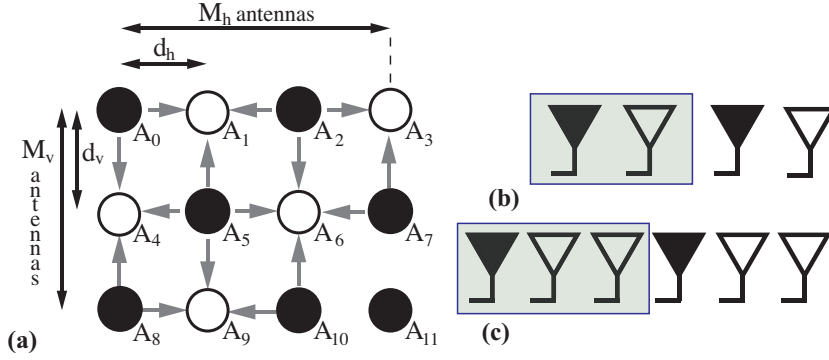 M_h antennas
d_h
A_0
A_1
A_2
A_3
M_v antennas
d_v
A_4
A_5
A_6
A_7
A_8
A_9
A_10
A_11
(a)
(b)
(c)